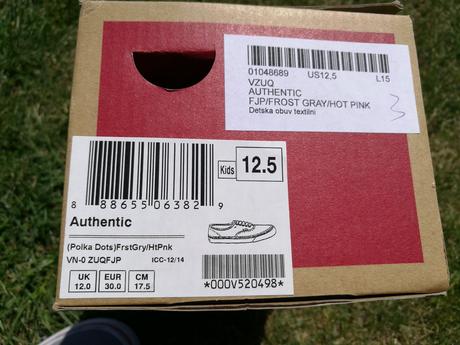 01048689 US12,5 L15
VZUQ
AUTHENTIC
FJP/FROST GRAY/HOT PINK
Detska obuv textilni
3
Kids 12.5
8 88655 06382 9
Authentic
(Polka Dots)FrstGry/HtPnk
VN-0 ZUQFJP ICC-12/14
UK 12.0 EUR 30.0 CM 17.5
*000V520498*